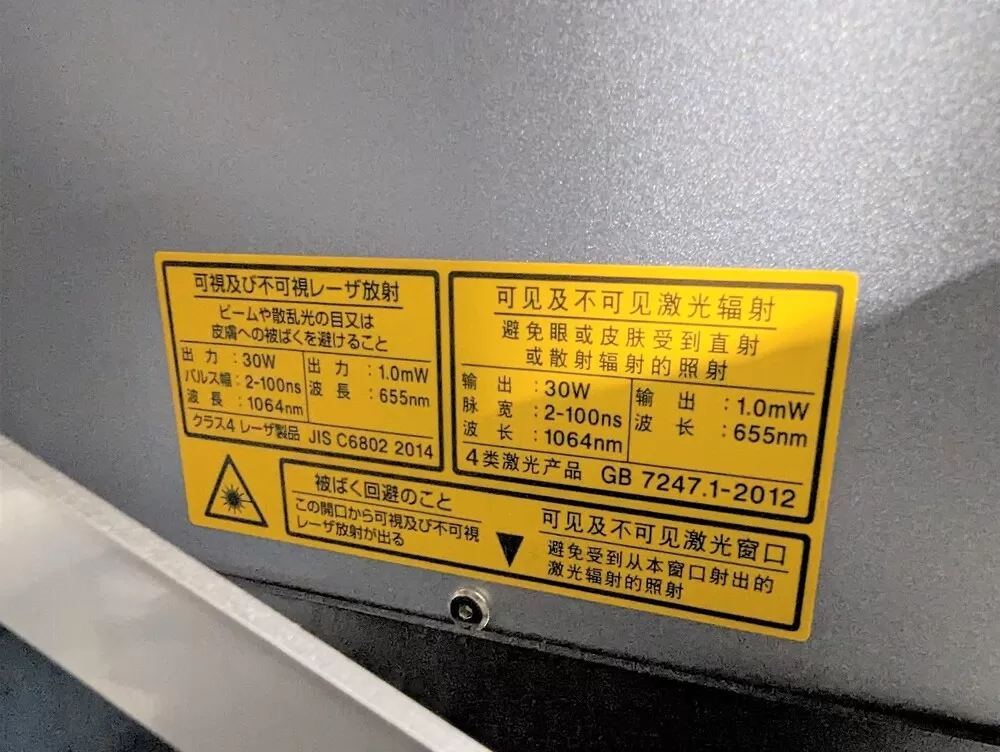 可視及び不可視レーザ放射
ビームや散乱光の目又は
皮膚への被ばくを避けること
出力：30W
パルス幅：2-100ns
波長：1064nm
出力：1.0mW
波長：655nm
クラス4 レーザ製品 JIS C6802 2014
可见及不可见激光辐射
避免眼或皮肤受到直射
或散射辐射的照射
输出：30W
脉宽：2-100ns
波长：1064nm
输出：1.0mW
波长：655nm
4类激光产品 GB 7247.1-2012
被ばく回避のこと
この開口から可視及び不可視
レーザ放射が出る
可见及不可见激光窗口
避免受到从本窗口射出的
激光辐射的照射